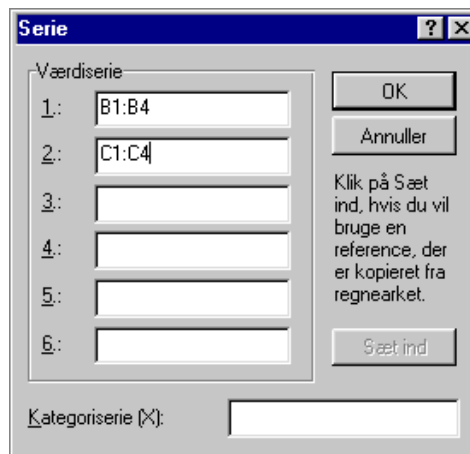 Serie
Værdiserie
1.: B1:B4
2.: C1:C4
3.:
4.:
5.:
6.:
OK
Annuller
Klik på Sæt
ind, hvis du vil
bruge en
reference, der
er kopieret fra
regnearket.
Sæt ind
Kategoriserie (X):